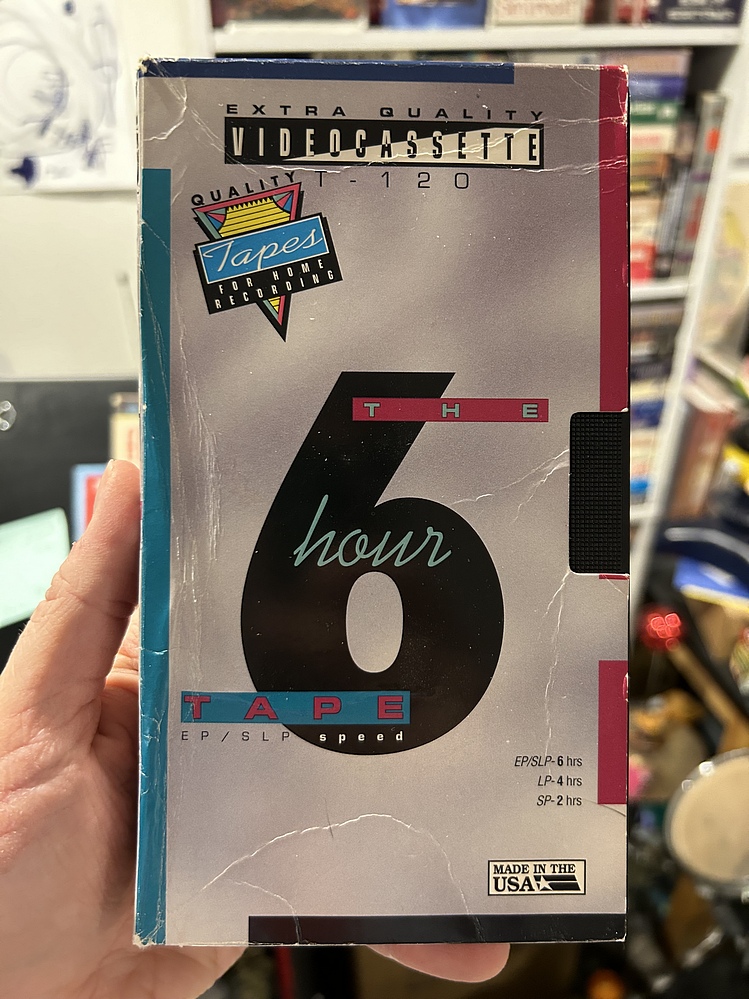 EXTRA QUALITY
VIDEOCASSETTE
T-120
QUALITY
Tapes
FOR HOME
RECORDING
THE
6
hour
TAPE
EP/SLP speed
EP/SLP-6 hrs
LP-4 hrs
SP-2 hrs
MADE IN THE
USA